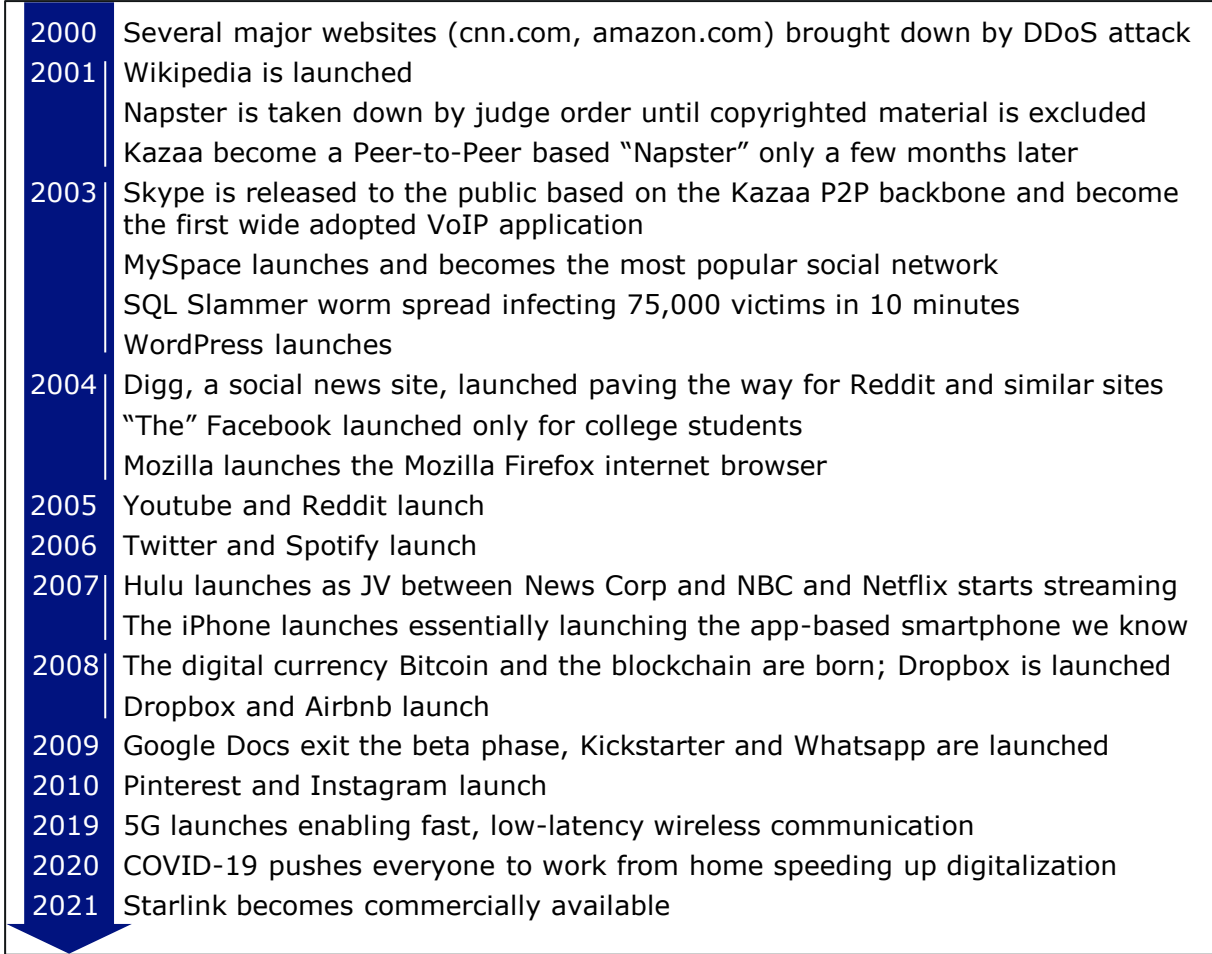 2000 Several major websites (cnn.com, amazon.com) brought down by DDoS attack
2001 Wikipedia is launched
Napster is taken down by judge order until copyrighted material is excluded
Kazaa become a Peer-to-Peer based “Napster” only a few months later
2003 Skype is released to the public based on the Kazaa P2P backbone and become
the first wide adopted VoIP application
MySpace launches and becomes the most popular social network
SQL Slammer worm spread infecting 75,000 victims in 10 minutes
WordPress launches
2004 Digg, a social news site, launched paving the way for Reddit and similar sites
“The” Facebook launched only for college students
Mozilla launches the Mozilla Firefox internet browser
2005 Youtube and Reddit launch
2006 Twitter and Spotify launch
2007 Hulu launches as JV between News Corp and NBC and Netflix starts streaming
The iPhone launches essentially launching the app-based smartphone we know
2008 The digital currency Bitcoin and the blockchain are born; Dropbox is launched
Dropbox and Airbnb launch
2009 Google Docs exit the beta phase, Kickstarter and Whatsapp are launched
2010 Pinterest and Instagram launch
2019 5G launches enabling fast, low-latency wireless communication
2020 COVID-19 pushes everyone to work from home speeding up digitalization
2021 Starlink becomes commercially available